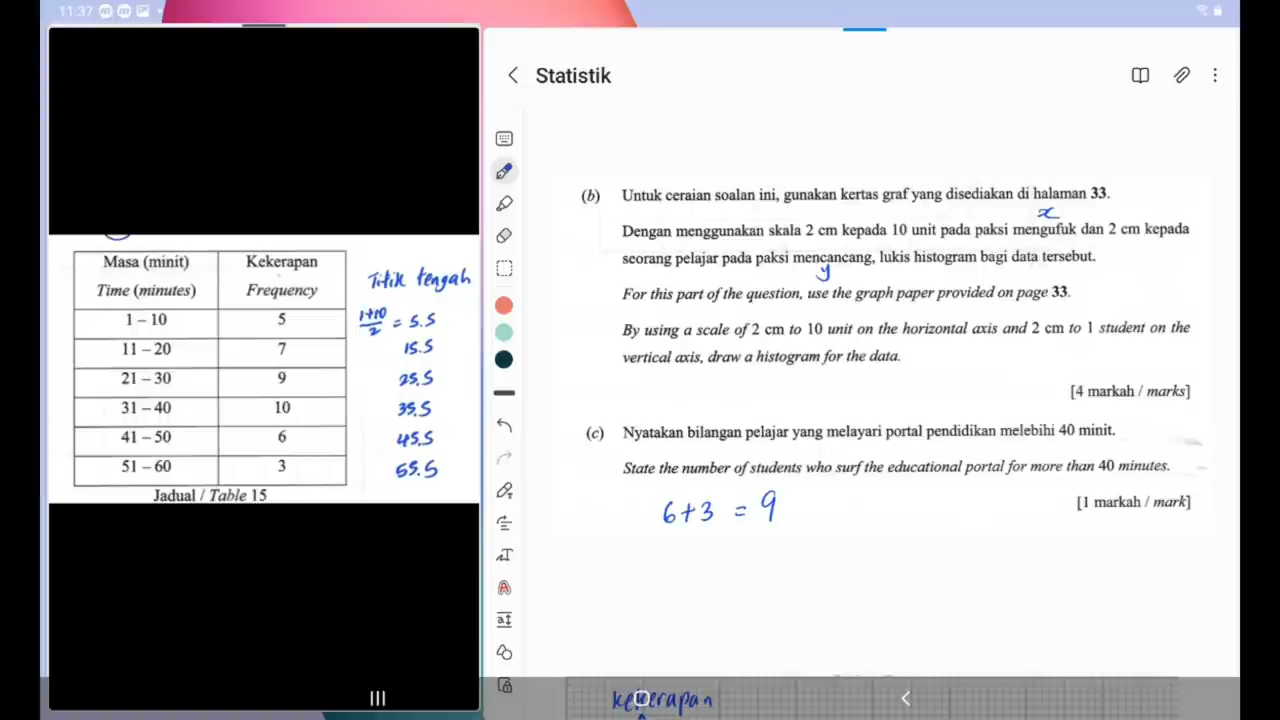 11:37
Statistik
Masa (minit) Kekerapan
Time (minutes) Frequency
Titik tengah
1 – 10 5 1+10/2 = 5.5
11 – 20 7 15.5
21 – 30 9 25.5
31 – 40 10 35.5
41 – 50 6 45.5
51 – 60 3 55.5
Jadual / Table 15
(b) Untuk ceraian soalan ini, gunakan kertas graf yang disediakan di halaman 33.
x
Dengan menggunakan skala 2 cm kepada 10 unit pada paksi mengufuk dan 2 cm kepada
seorang pelajar pada paksi mencancang, lukis histogram bagi data tersebut.
y
For this part of the question, use the graph paper provided on page 33.
By using a scale of 2 cm to 10 unit on the horizontal axis and 2 cm to 1 student on the
vertical axis, draw a histogram for the data.
[4 markah / marks]
(c) Nyatakan bilangan pelajar yang melayari portal pendidikan melebihi 40 minit.
State the number of students who surf the educational portal for more than 40 minutes.
[1 markah / mark]
6+3 = 9
kekerapan